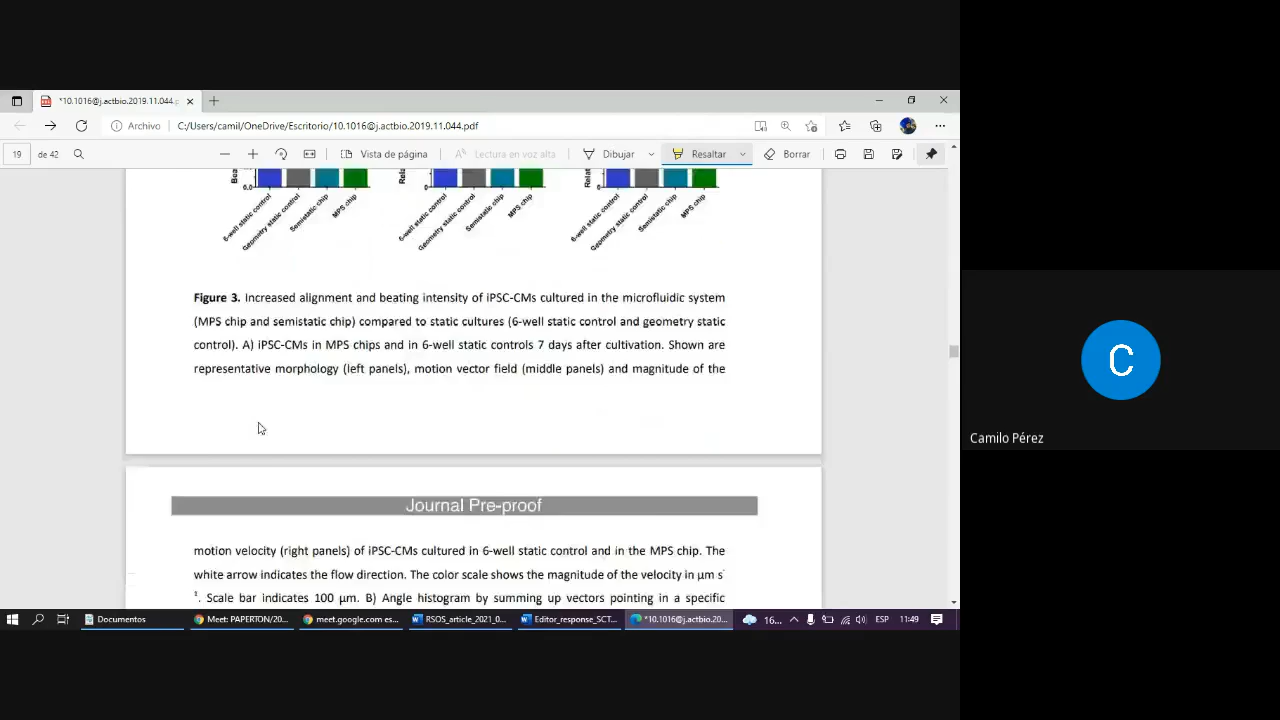 *10.1016@j.actbio.2019.11.044.p
Archivo C:/Users/camil/OneDrive/Escritorio/10.1016@j.actbio.2019.11.044.pdf
19 de 42 Vista de página Lectura en voz alta Dibujar Resaltar Borrar
0.0 0 0
6-well static control Geometry static control Semistatic chip MPS chip 6-well static control Geometry static control Semistatic chip MPS chip 6-well static control Geometry static control Semistatic chip MPS chip
Figure 3. Increased alignment and beating intensity of iPSC-CMs cultured in the microfluidic system
(MPS chip and semistatic chip) compared to static cultures (6-well static control and geometry static
control). A) iPSC-CMs in MPS chips and in 6-well static controls 7 days after cultivation. Shown are
representative morphology (left panels), motion vector field (middle panels) and magnitude of the
C
Camilo Pérez
Journal Pre-proof
motion velocity (right panels) of iPSC-CMs cultured in 6-well static control and in the MPS chip. The
white arrow indicates the flow direction. The color scale shows the magnitude of the velocity in µm s-
1. Scale bar indicates 100 µm. B) Angle histogram by summing up vectors pointing in a specific
Documentos Meet: PAPERTON/20... meet.google.com es... RSOS_article_2021_0... Editor_response_SCT... *10.1016@j.actbio.20... 16... ESP 11:49